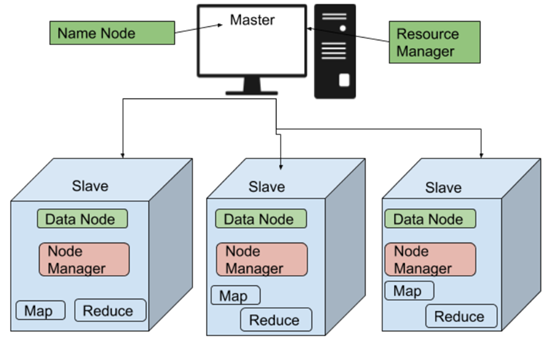 Name Node
Master
Resource
Manager
Slave
Data Node
Node
Manager
Map
Reduce
Slave
Data Node
Node
Manager
Map
Reduce
Slave
Data Node
Node
Manager
Map
Reduce